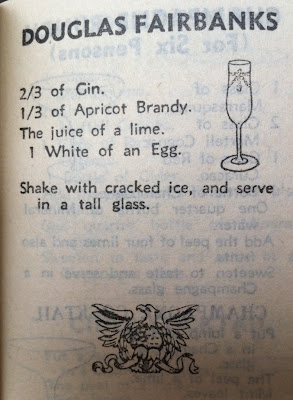 DOUGLAS FAIRBANKS
2/3 of Gin.
1/3 of Apricot Brandy.
The juice of a lime.
1 White of an Egg.
Shake with cracked ice, and serve
in a tall glass.